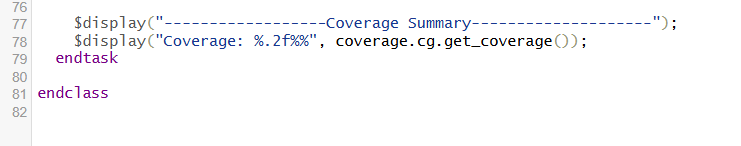 76
77 $display("------------------Coverage Summary--------------------");
78 $display("Coverage: %.2f%%", coverage.cg.get_coverage());
79 endtask
80
81 endclass
82